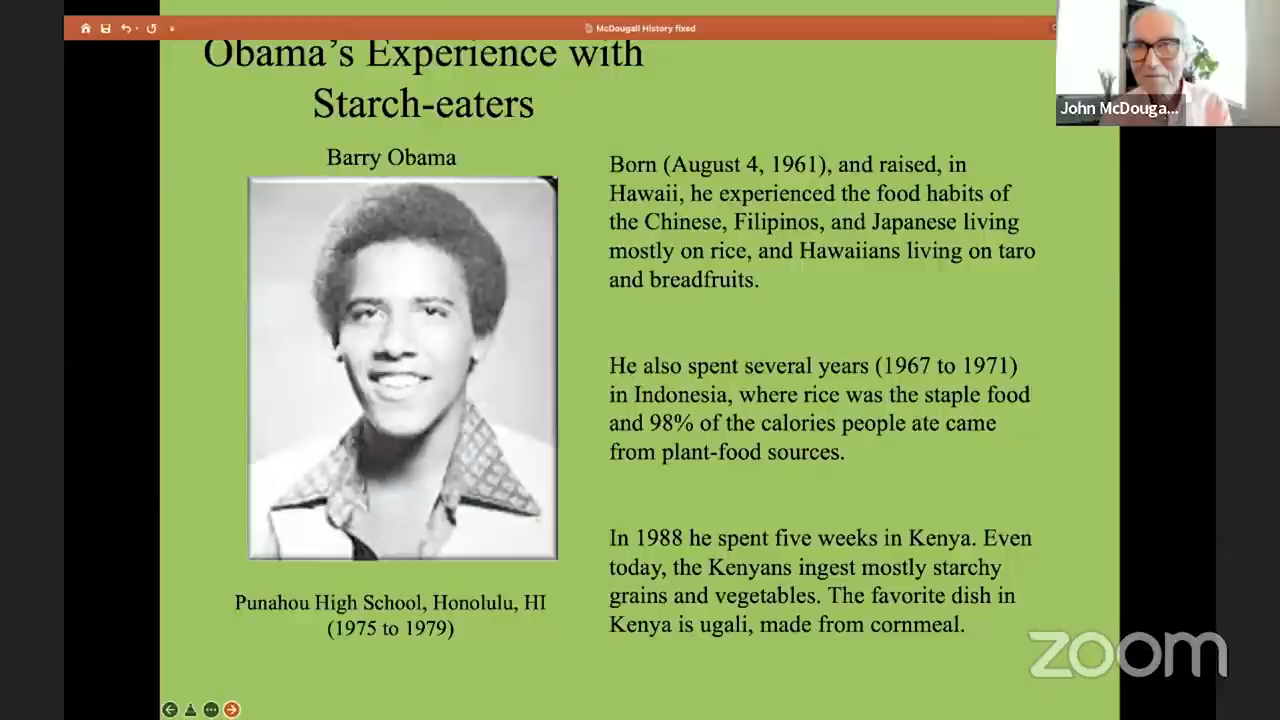 McDougall History fixed
John McDouga...
Obama's Experience with
Starch-eaters
Barry Obama
Punahou High School, Honolulu, HI
(1975 to 1979)
Born (August 4, 1961), and raised, in
Hawaii, he experienced the food habits of
the Chinese, Filipinos, and Japanese living
mostly on rice, and Hawaiians living on taro
and breadfruits.
He also spent several years (1967 to 1971)
in Indonesia, where rice was the staple food
and 98% of the calories people ate came
from plant-food sources.
In 1988 he spent five weeks in Kenya. Even
today, the Kenyans ingest mostly starchy
grains and vegetables. The favorite dish in
Kenya is ugali, made from cornmeal.
zoom